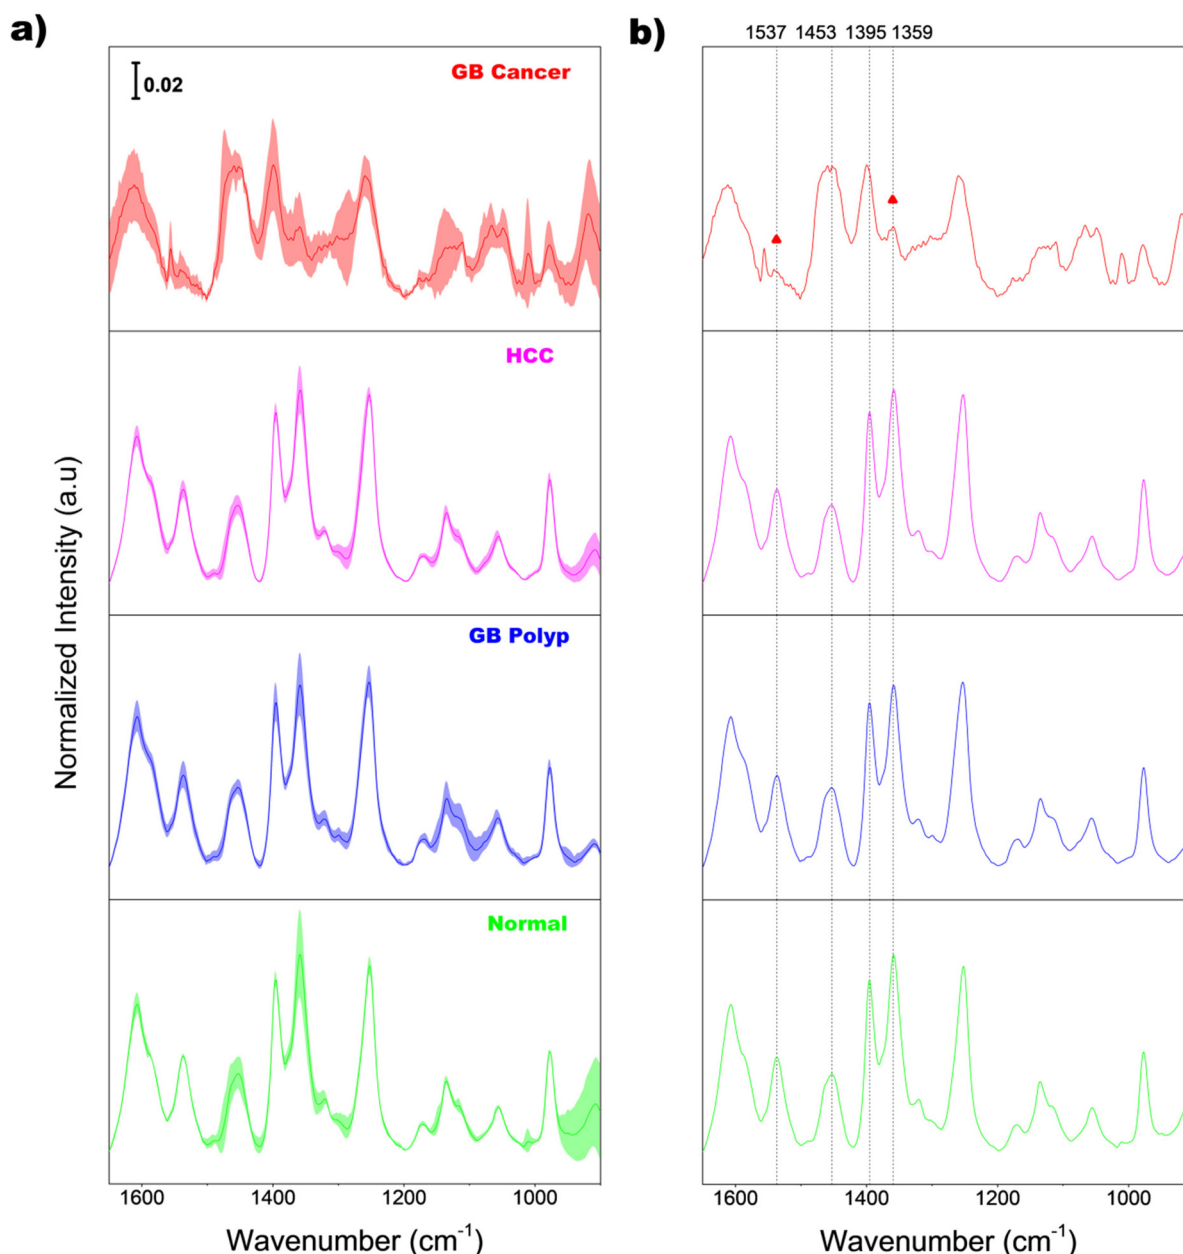 a)
b)
1537 1453 1395 1359
GB Cancer
0.02
HCC
GB Polyp
Normal
Normalized Intensity (a.u)
1600 1400 1200 1000
1600 1400 1200 1000
Wavenumber (cm⁻¹)
Wavenumber (cm⁻¹)